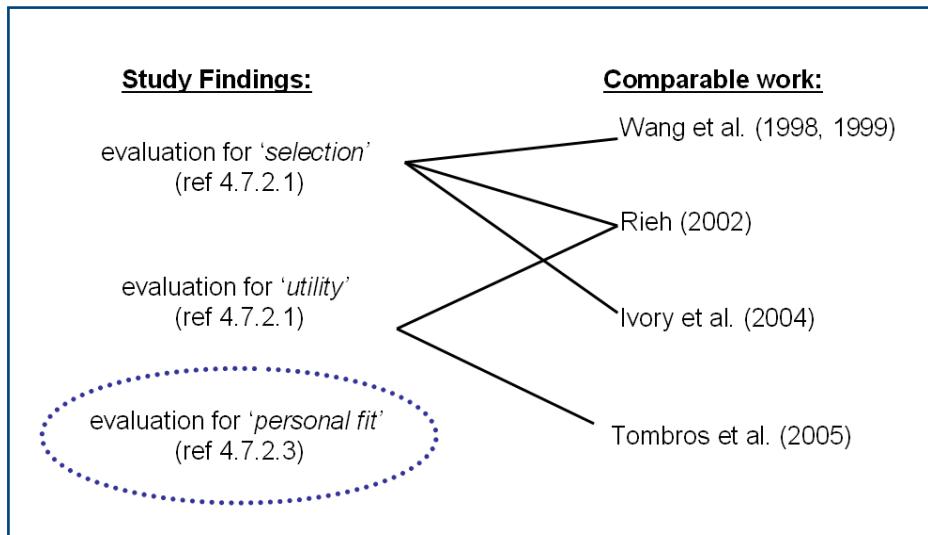 Study Findings:
evaluation for ‘selection’
(ref 4.7.2.1)
evaluation for ‘utility’
(ref 4.7.2.1)
evaluation for ‘personal fit’
(ref 4.7.2.3)
Comparable work:
Wang et al. (1998, 1999)
Rieh (2002)
Ivory et al. (2004)
Tombros et al. (2005)